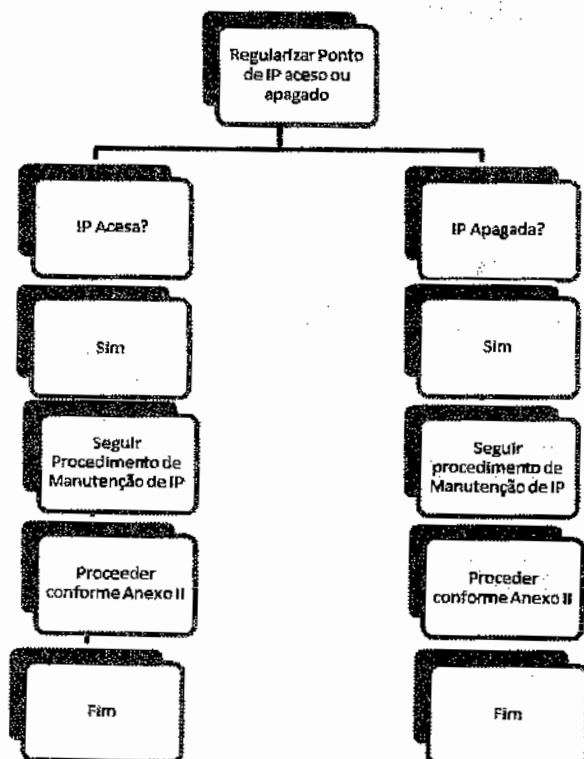 Regularizar Ponto
de IP aceso ou
apagado
IP Acesa?
Sim
Seguir
Procedimento de
Manutenção de IP
Proceeder
conforme Anexo II
Fim
IP Apagada?
Sim
Seguir
procedimento de
Manutenção de IP
Proceder
conforme Anexo II
Fim